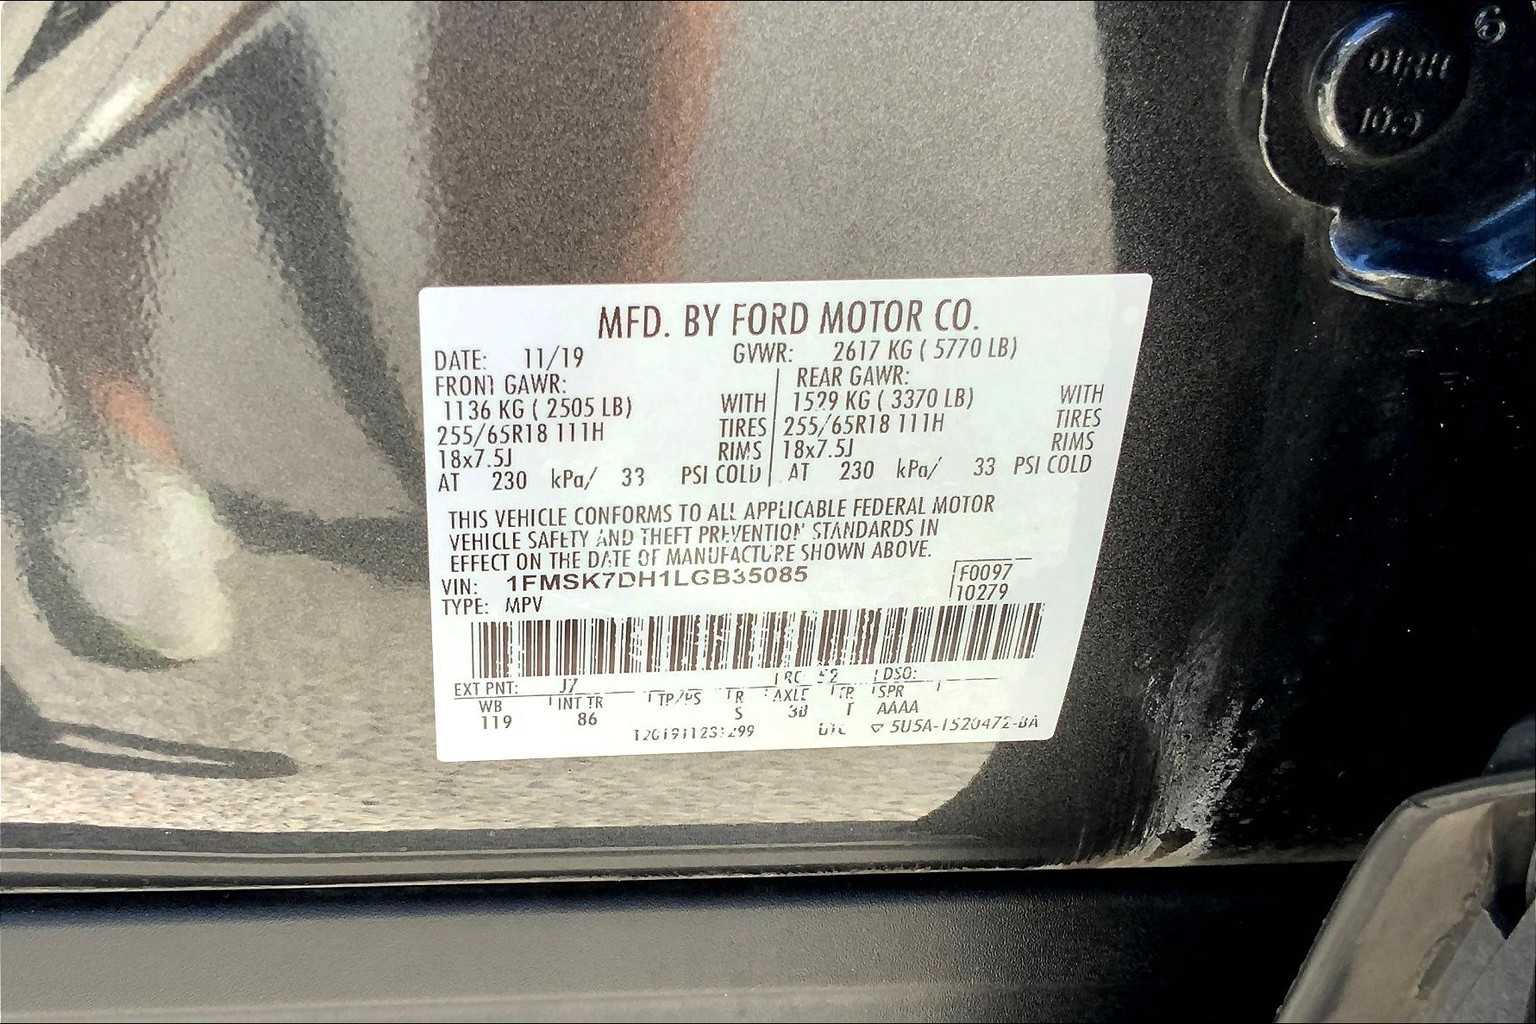 6
10.9
MFD. BY FORD MOTOR CO.
DATE: 11/19 GVWR: 2617 KG ( 5770 LB)
FRONT GAWR: REAR GAWR:
1136 KG ( 2505 LB) WITH 1529 KG ( 3370 LB) WITH
255/65R18 111H TIRES 255/65R18 111H TIRES
18x7.5J RIMS 18x7.5J RIMS
AT 230 kPa/ 33 PSI COLD AT 230 kPa/ 33 PSI COLD
THIS VEHICLE CONFORMS TO ALL APPLICABLE FEDERAL MOTOR
VEHICLE SAFETY AND THEFT PREVENTION STANDARDS IN
EFFECT ON THE DATE OF MANUFACTURE SHOWN ABOVE.
VIN: 1FMSK7DH1LGB35085 F0097
TYPE: MPV 10279
EXT PNT: J7 RC: 52 DSO:
WB INT TR TP/PS R AXLE TR SPR
119 86 S 3B T AAAA
5U5A-1520472-BA